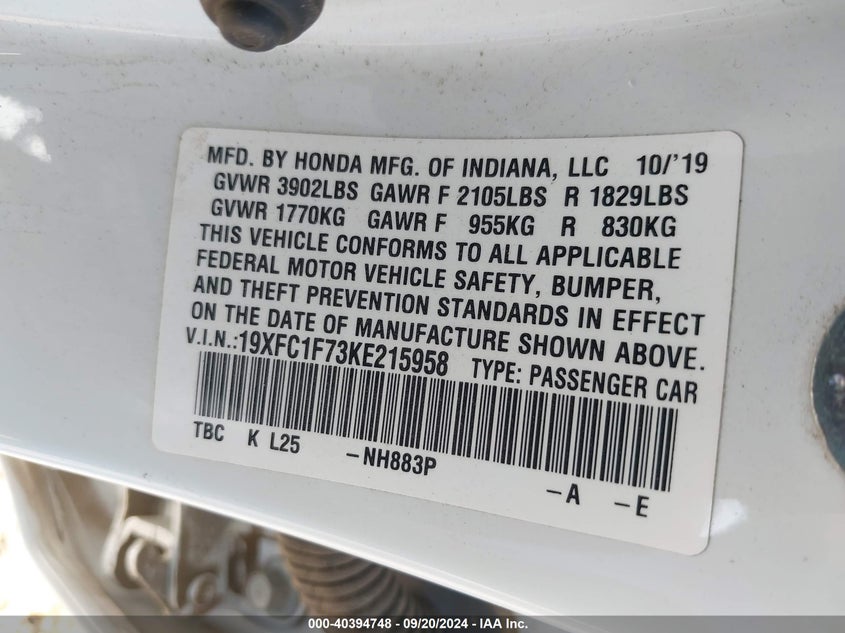 MFD. BY HONDA MFG. OF INDIANA, LLC 10/'19
GVWR 3902LBS GAWR F 2105LBS R 1829LBS
GVWR 1770KG GAWR F 955KG R 830KG
THIS VEHICLE CONFORMS TO ALL APPLICABLE
FEDERAL MOTOR VEHICLE SAFETY, BUMPER,
AND THEFT PREVENTION STANDARDS IN EFFECT
ON THE DATE OF MANUFACTURE SHOWN ABOVE.
V.I.N.:19XFC1F73KE215958 TYPE: PASSENGER CAR
TBC K L25 -NH883P -A -E
000-40394748 — 09/20/2024 — IAA Inc.